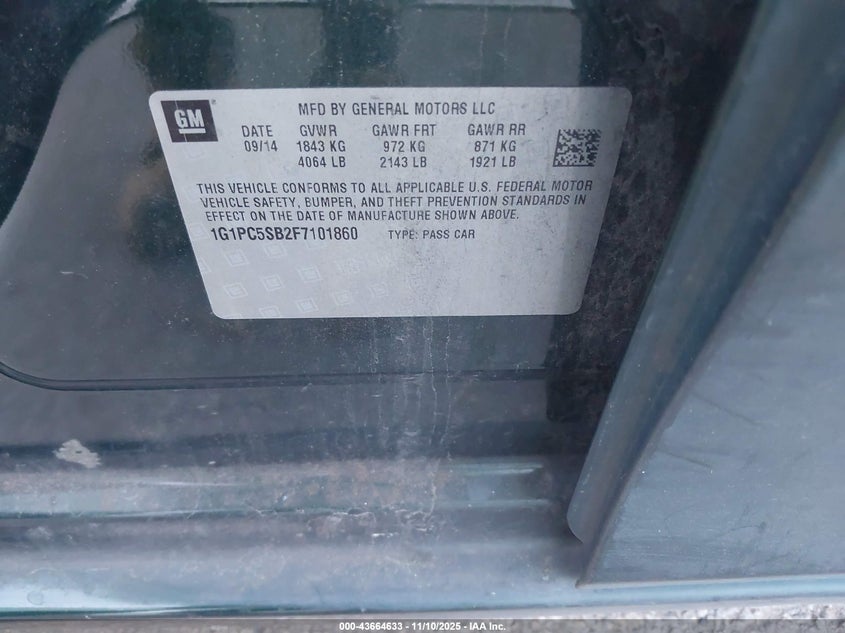 GM
MFD BY GENERAL MOTORS LLC
DATE GVWR GAWR FRT GAWR RR
09/14 1843 KG 972 KG 871 KG
4064 LB 2143 LB 1921 LB
THIS VEHICLE CONFORMS TO ALL APPLICABLE U.S. FEDERAL MOTOR
VEHICLE SAFETY, BUMPER, AND THEFT PREVENTION STANDARDS IN
EFFECT ON THE DATE OF MANUFACTURE SHOWN ABOVE.
1G1PC5SB2F7101860 TYPE: PASS CAR
000-43664633 — 11/10/2025 — IAA Inc.